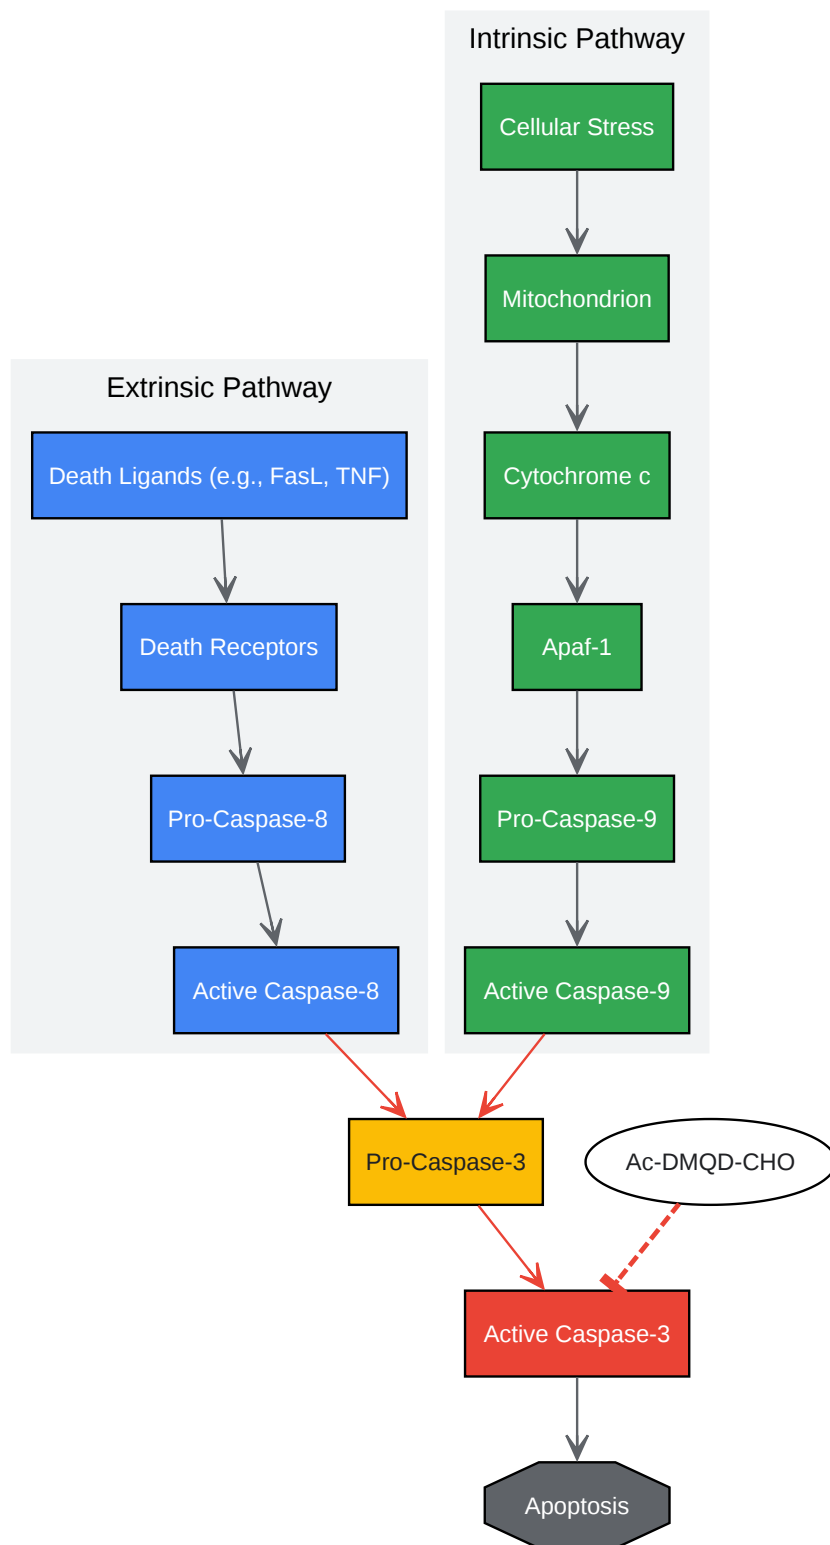 Intrinsic Pathway
Cellular Stress
Mitochondrion
Extrinsic Pathway
Death Ligands (e.g., FasL, TNF)
Cytochrome c
Death Receptors
Apaf-1
Pro-Caspase-8
Pro-Caspase-9
Active Caspase-8
Active Caspase-9
Pro-Caspase-3
Ac-DMQD-CHO
Active Caspase-3
Apoptosis